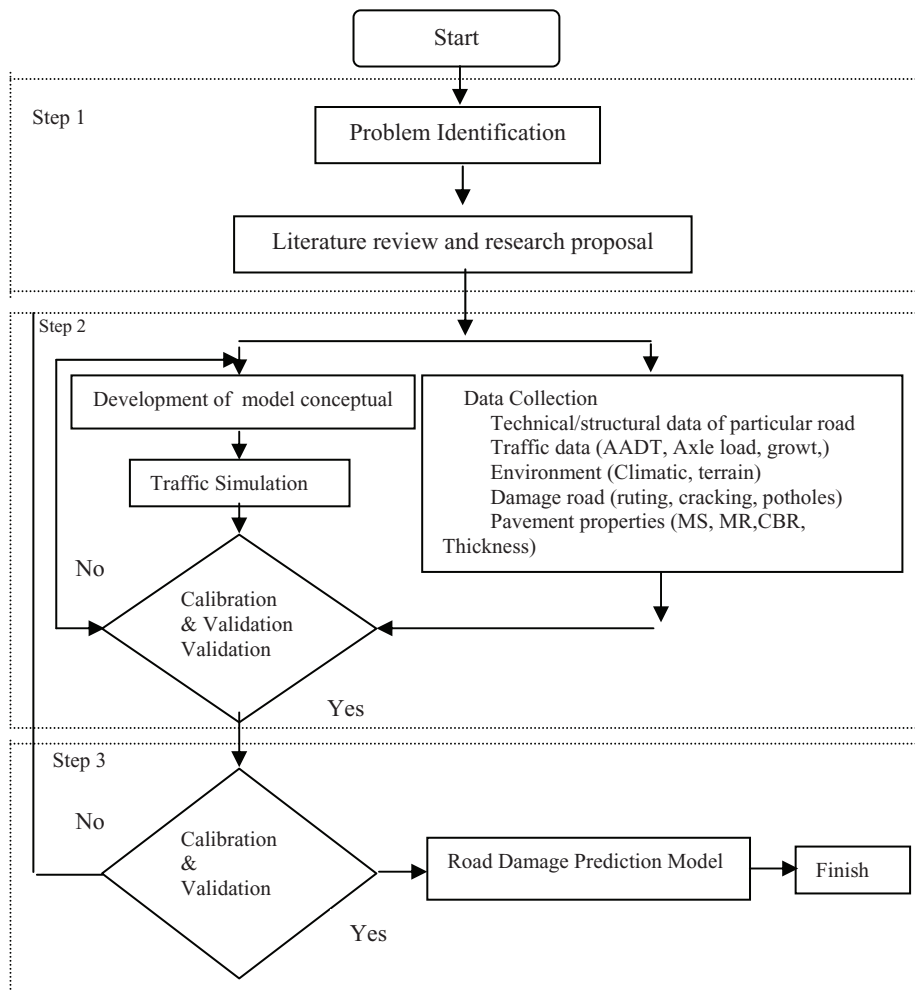 Start
Step 1
Problem Identification
Literature review and research proposal
Step 2
Development of model conceptual
Traffic Simulation
Data Collection
Technical/structural data of particular road
Traffic data (AADT, Axle load, growt,)
Environment (Climatic, terrain)
Damage road (ruting, cracking, potholes)
Pavement properties (MS, MR,CBR,
Thickness)
No
Calibration
& Validation
Validation
Yes
Step 3
No
Calibration
&
Validation
Yes
Road Damage Prediction Model
Finish